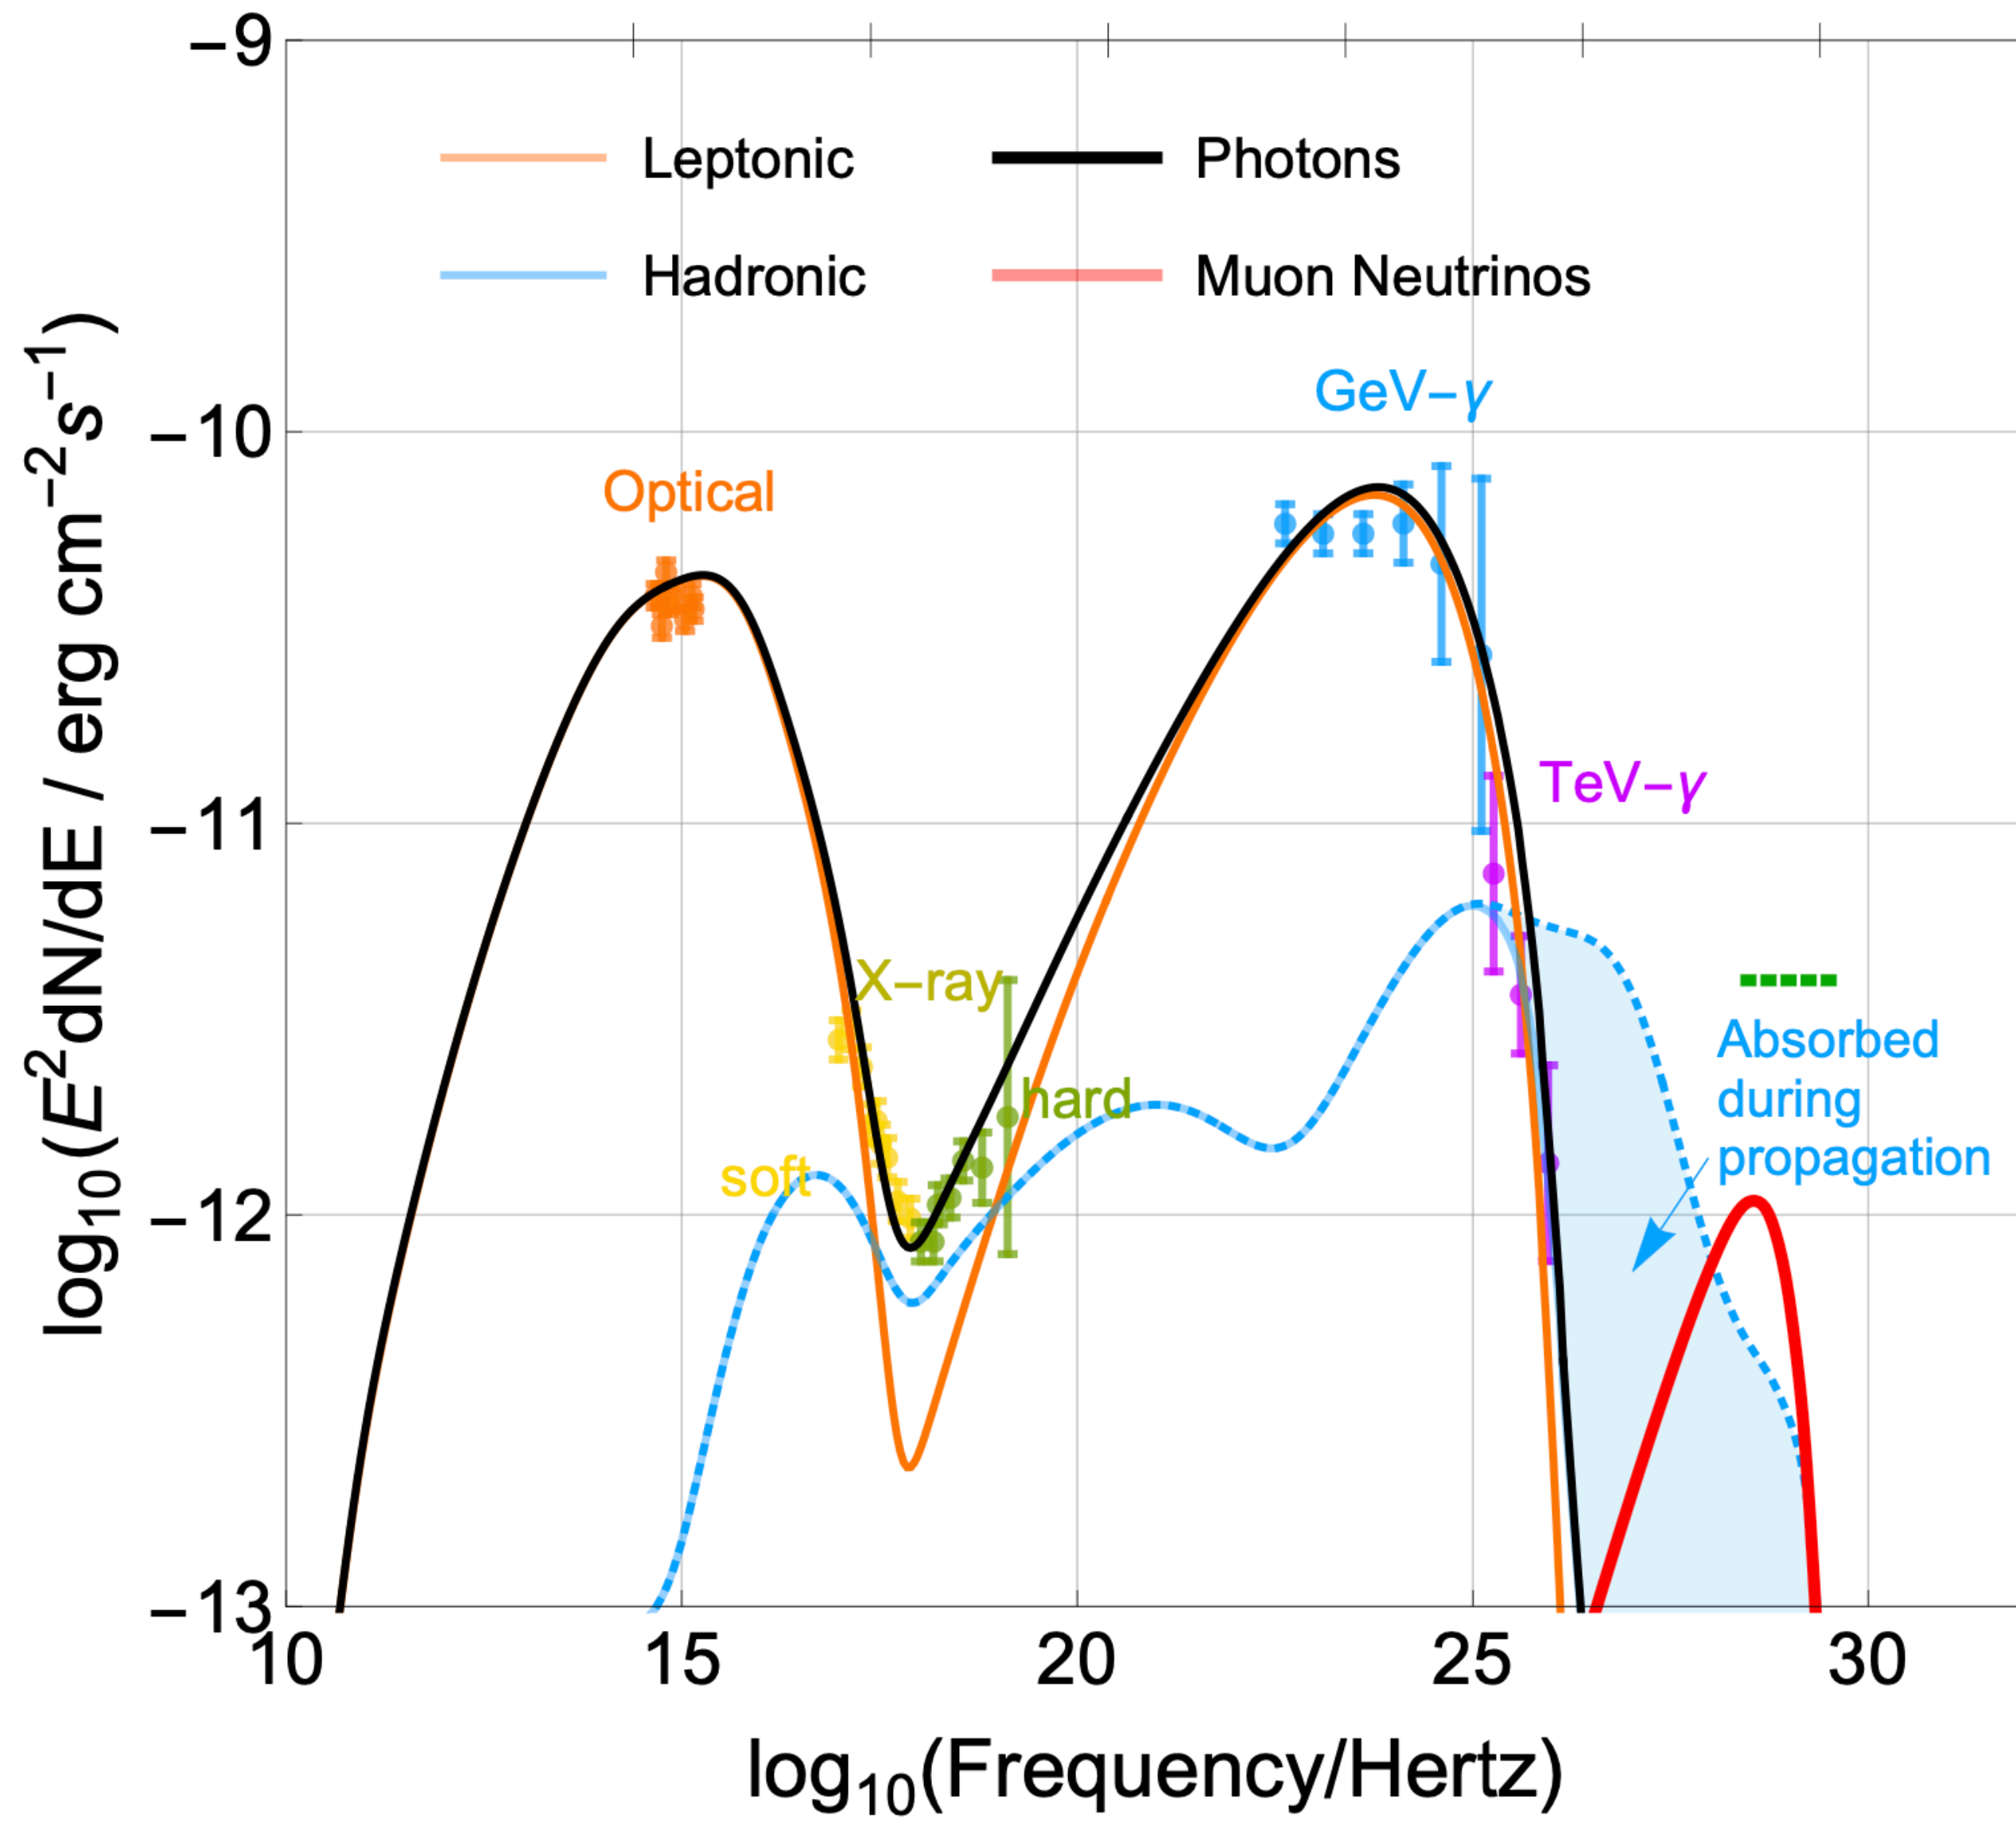 −9
Leptonic
Photons
Hadronic
Muon Neutrinos
GeV−γ
−10
Optical
log₁₀(E²dN/dE / erg cm⁻²s⁻¹)
TeV−γ
−11
X−ray
hard
Absorbed
during
propagation
soft
−12
−13
10
15
20
25
30
log₁₀(Frequency/Hertz)